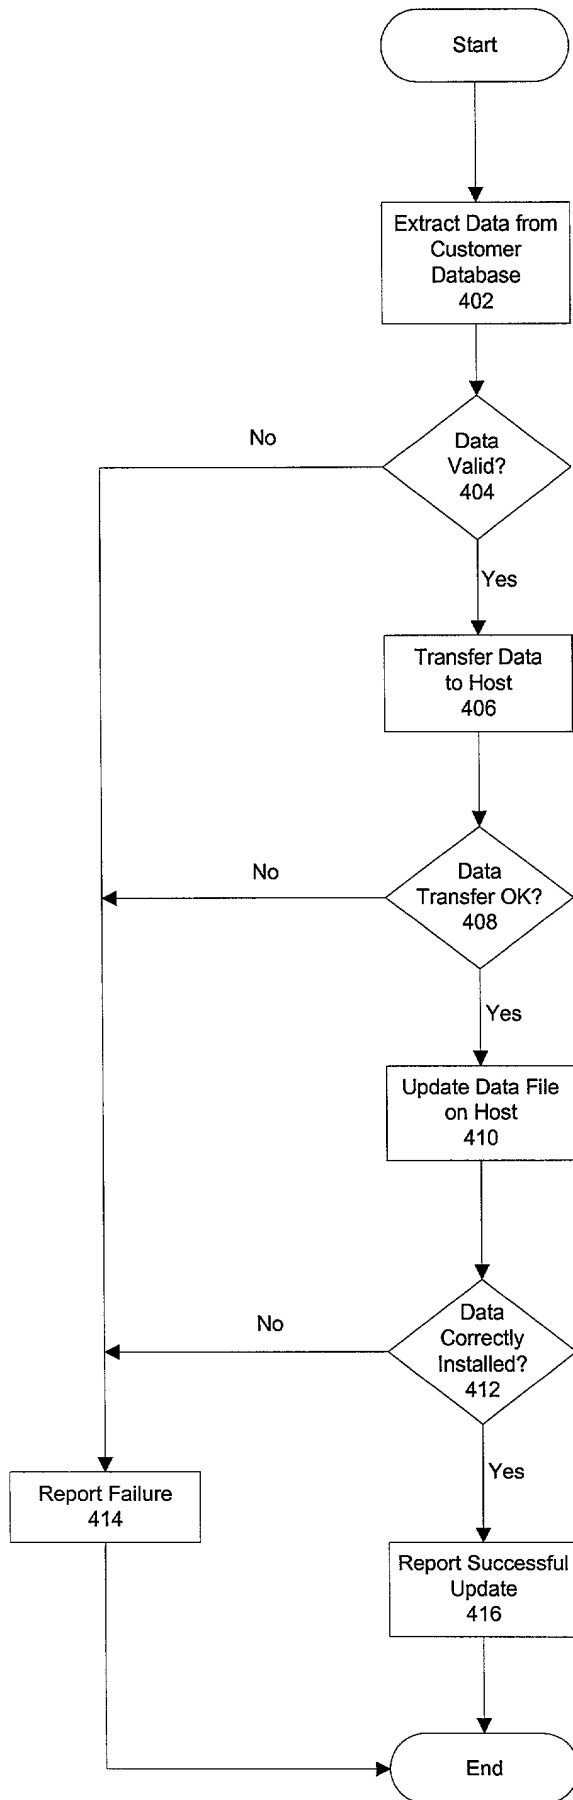 Start
Extract Data from
Customer
Database
402
No
Data
Valid?
404
Yes
Transfer Data
to Host
406
No
Data
Transfer OK?
408
Yes
Update Data File
on Host
410
No
Data
Correctly
Installed?
412
Yes
Report Failure
414
Report Successful
Update
416
End